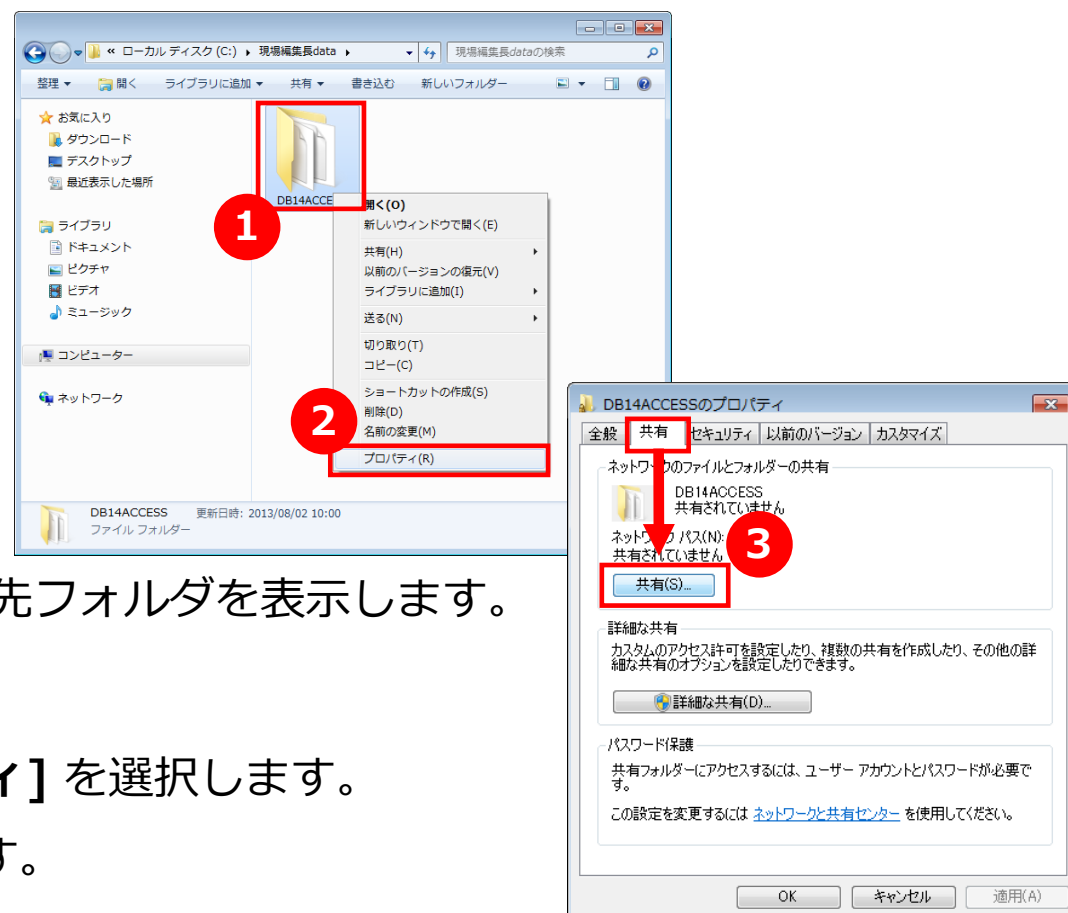 « ローカル ディスク (C:) ▸ 現場編集長data ▸
現場編集長dataの検索
整理 ▼ 開く ライブラリに追加 ▼ 共有 ▼ 書き込む 新しいフォルダー
お気に入り
ダウンロード
デスクトップ
最近表示した場所
ライブラリ
ドキュメント
ピクチャ
ビデオ
ミュージック
コンピューター
ネットワーク
DB14ACCE
1
開く(O)
新しいウィンドウで開く(E)
共有(H)
以前のバージョンの復元(V)
ライブラリに追加(I)
送る(N)
切り取り(T)
コピー(C)
ショートカットの作成(S)
削除(D)
名前の変更(M)
プロパティ(R)
2
DB14ACCESS 更新日時: 2013/08/02 10:00
ファイル フォルダー
DB14ACCESSのプロパティ
全般 共有 セキュリティ 以前のバージョン カスタマイズ
ネットワークのファイルとフォルダーの共有
DB14ACCESS
共有されていません
ネットワーク パス(N):
共有されていません
3
共有(S)...
詳細な共有
カスタムのアクセス許可を設定したり、複数の共有を作成したり、その他の詳
細な共有のオプションを設定したりできます。
詳細な共有(D)...
パスワード保護
共有フォルダーにアクセスするには、ユーザー アカウントとパスワードが必要で
す。
この設定を変更するには ネットワークと共有センター を使用してください。
OK キャンセル 適用(A)
先フォルダを表示します。
ィ] を選択します。
す。